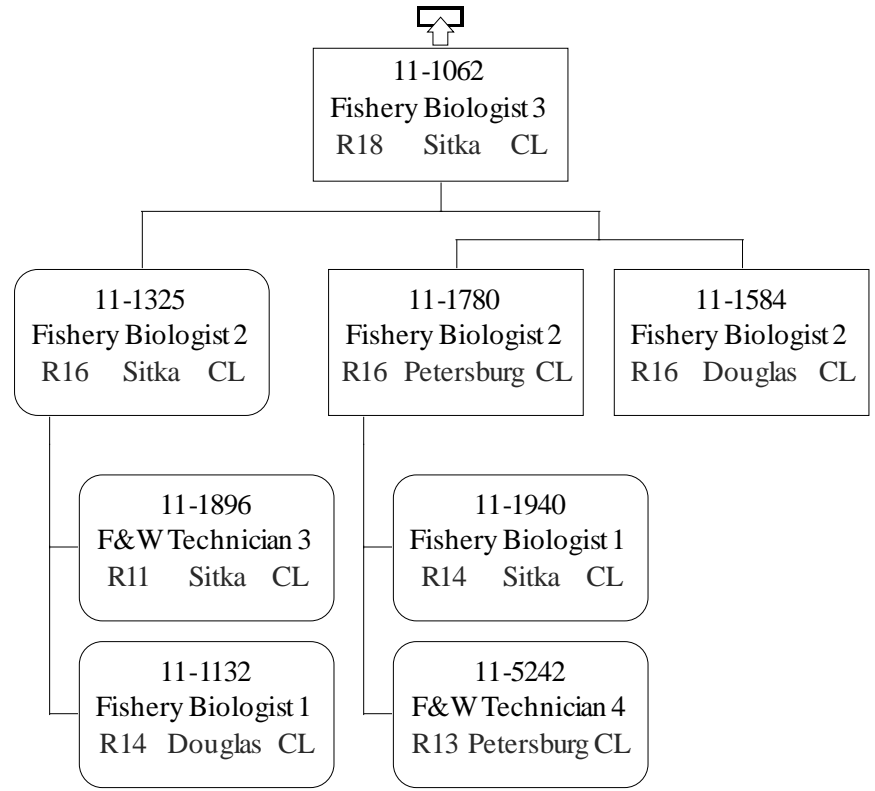 11-1062
Fishery Biologist 3
R18 Sitka CL
11-1325
Fishery Biologist 2
R16 Sitka CL
11-1780
Fishery Biologist 2
R16 Petersburg CL
11-1584
Fishery Biologist 2
R16 Douglas CL
11-1896
F&W Technician 3
R11 Sitka CL
11-1940
Fishery Biologist 1
R14 Sitka CL
11-1132
Fishery Biologist 1
R14 Douglas CL
11-5242
F&W Technician 4
R13 Petersburg CL